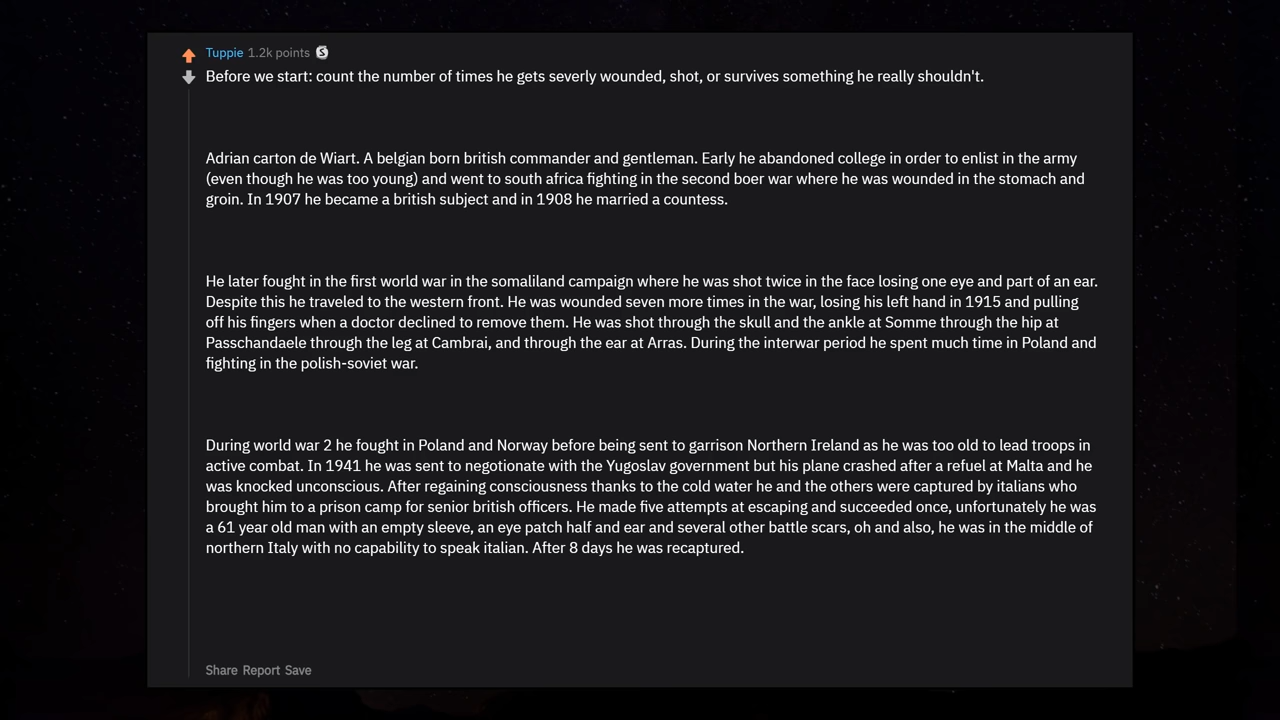 Tuppie 1.2k points S
Before we start: count the number of times he gets severly wounded, shot, or survives something he really shouldn't.
Adrian carton de Wiart. A belgian born british commander and gentleman. Early he abandoned college in order to enlist in the army
(even though he was too young) and went to south africa fighting in the second boer war where he was wounded in the stomach and
groin. In 1907 he became a british subject and in 1908 he married a countess.
He later fought in the first world war in the somaliland campaign where he was shot twice in the face losing one eye and part of an ear.
Despite this he traveled to the western front. He was wounded seven more times in the war, losing his left hand in 1915 and pulling
off his fingers when a doctor declined to remove them. He was shot through the skull and the ankle at Somme through the hip at
Passchandaele through the leg at Cambrai, and through the ear at Arras. During the interwar period he spent much time in Poland and
fighting in the polish-soviet war.
During world war 2 he fought in Poland and Norway before being sent to garrison Northern Ireland as he was too old to lead troops in
active combat. In 1941 he was sent to negotionate with the Yugoslav government but his plane crashed after a refuel at Malta and he
was knocked unconscious. After regaining consciousness thanks to the cold water he and the others were captured by italians who
brought him to a prison camp for senior british officers. He made five attempts at escaping and succeeded once, unfortunately he was
a 61 year old man with an empty sleeve, an eye patch half and ear and several other battle scars, oh and also, he was in the middle of
northern Italy with no capability to speak italian. After 8 days he was recaptured.
Share Report Save